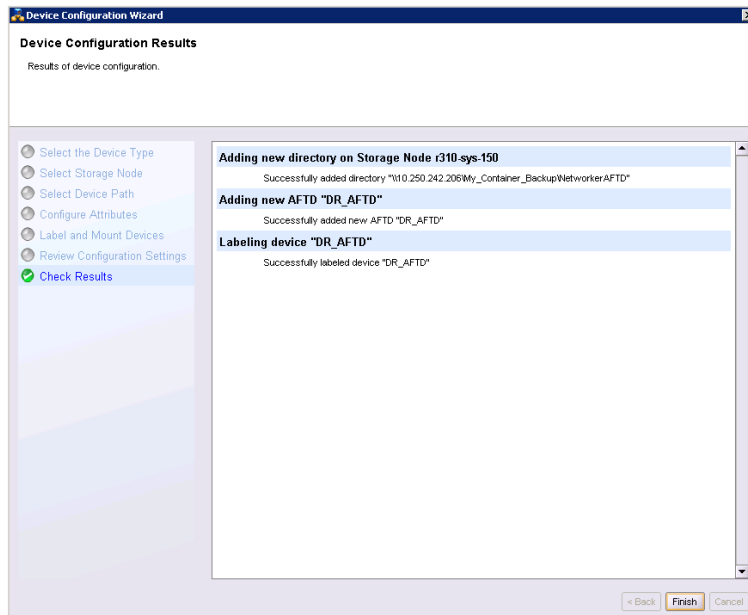 Device Configuration Wizard
Device Configuration Results
Results of device configuration.
Select the Device Type
Select Storage Node
Select Device Path
Configure Attributes
Label and Mount Devices
Review Configuration Settings
Check Results
Adding new directory on Storage Node r310-sys-150
Successfully added directory "\\10.250.242.206\My_Container_Backup\NetworkerAFTD"
Adding new AFTD "DR_AFTD"
Successfully added new AFTD "DR_AFTD"
Labeling device "DR_AFTD"
Successfully labeled device "DR_AFTD"
< Back
Finish
Cancel